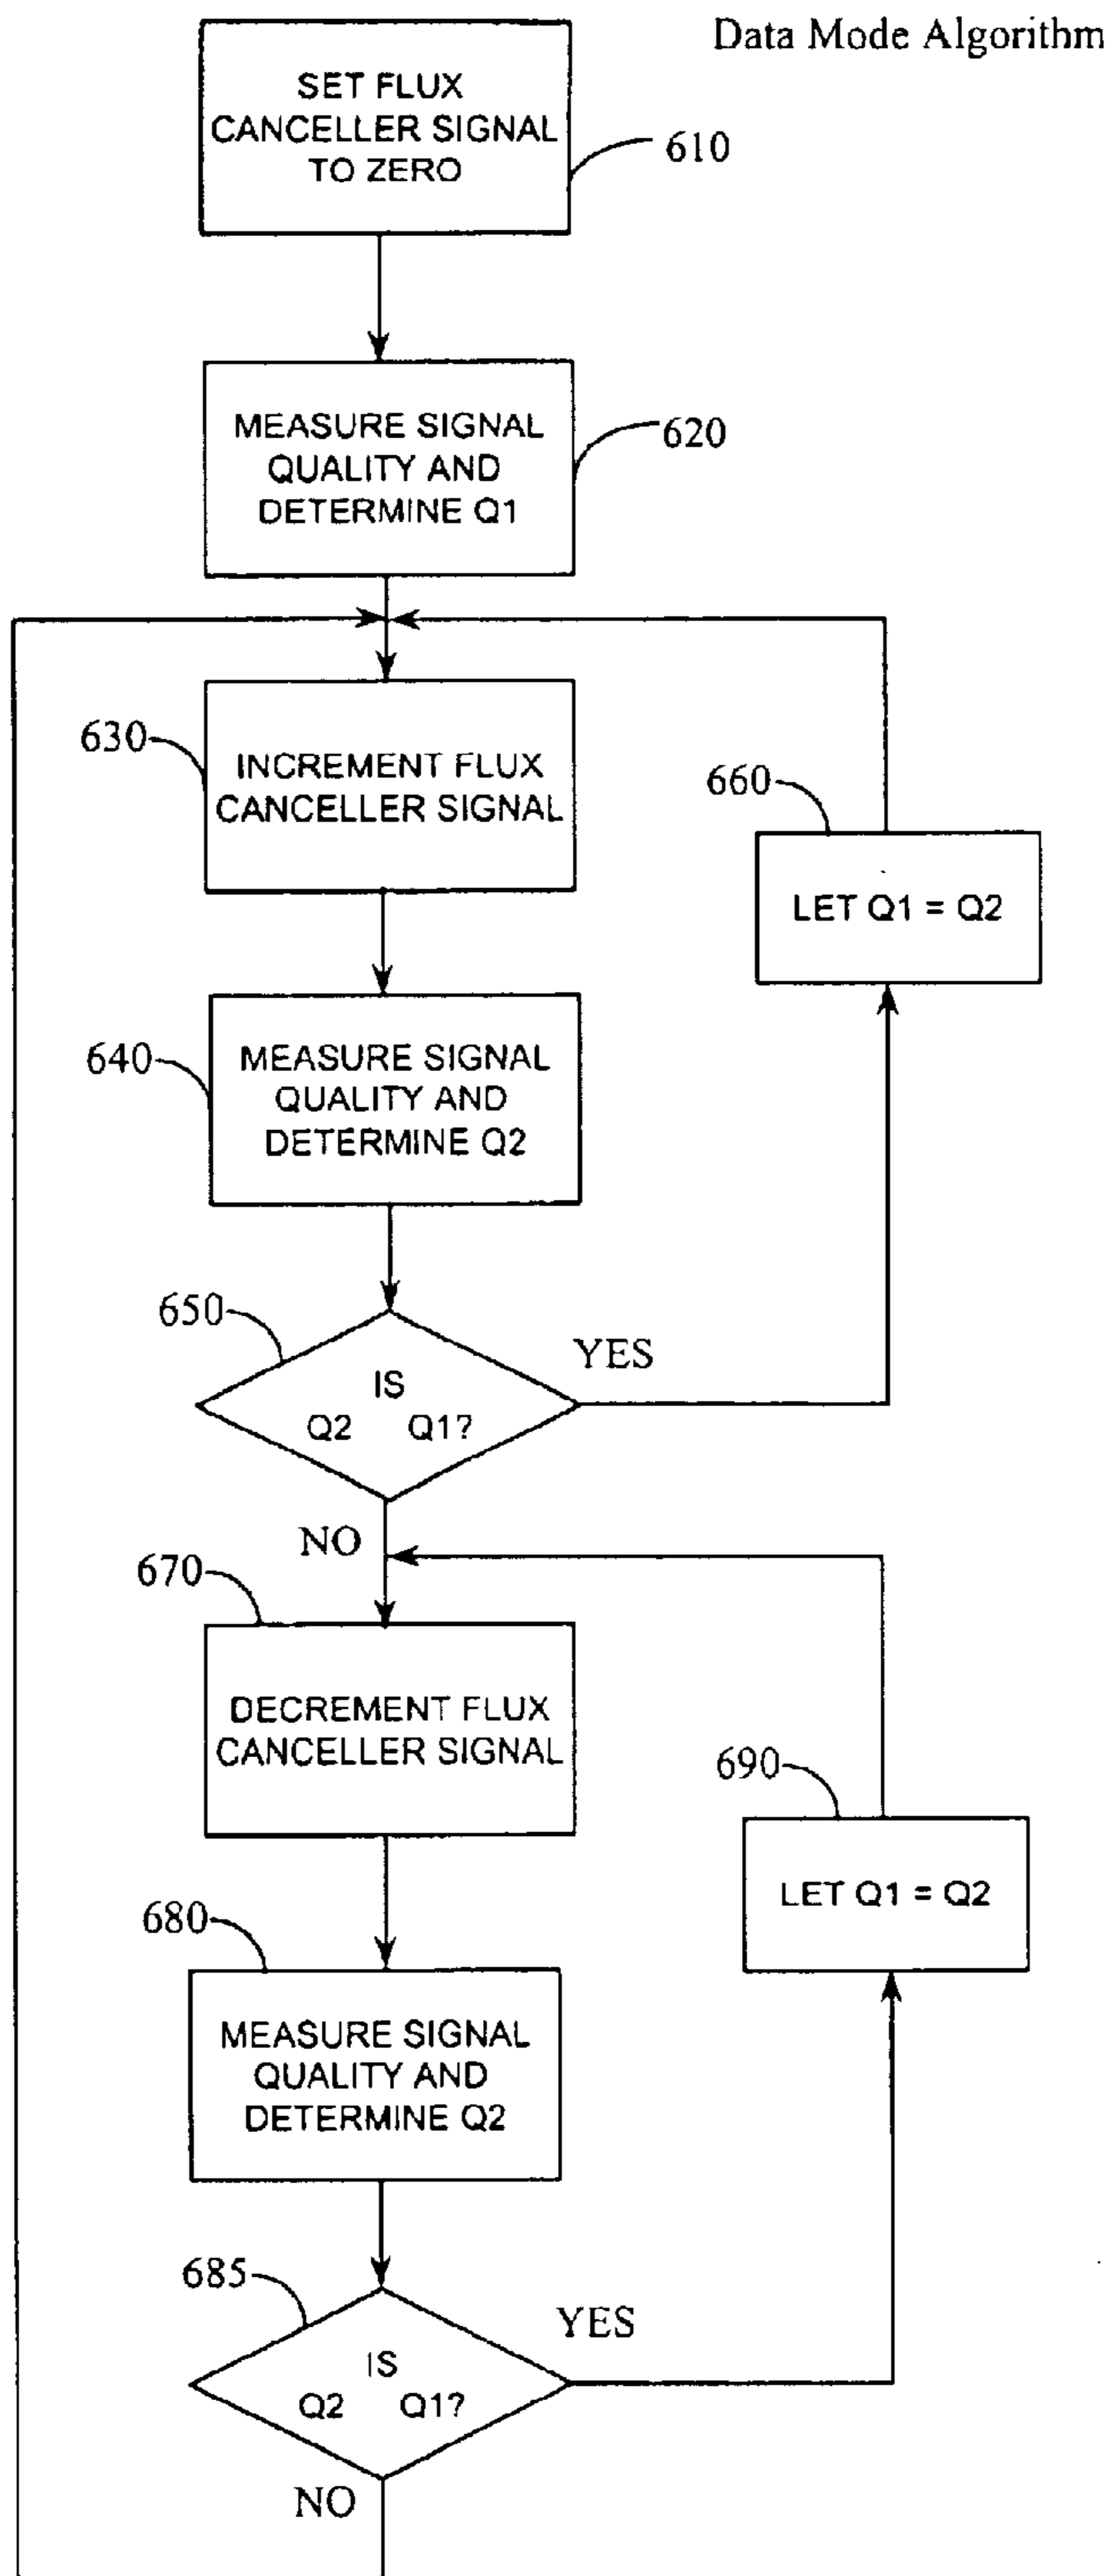 Data Mode Algorithm
SET FLUX
CANCELLER SIGNAL
TO ZERO
610
MEASURE SIGNAL
QUALITY AND
DETERMINE Q1
620
630
INCREMENT FLUX
CANCELLER SIGNAL
660
LET Q1 = Q2
640
MEASURE SIGNAL
QUALITY AND
DETERMINE Q2
650
YES
IS
Q2 Q1?
NO
670
DECREMENT FLUX
CANCELLER SIGNAL
690
LET Q1 = Q2
680
MEASURE SIGNAL
QUALITY AND
DETERMINE Q2
685
YES
IS
Q2 Q1?
NO